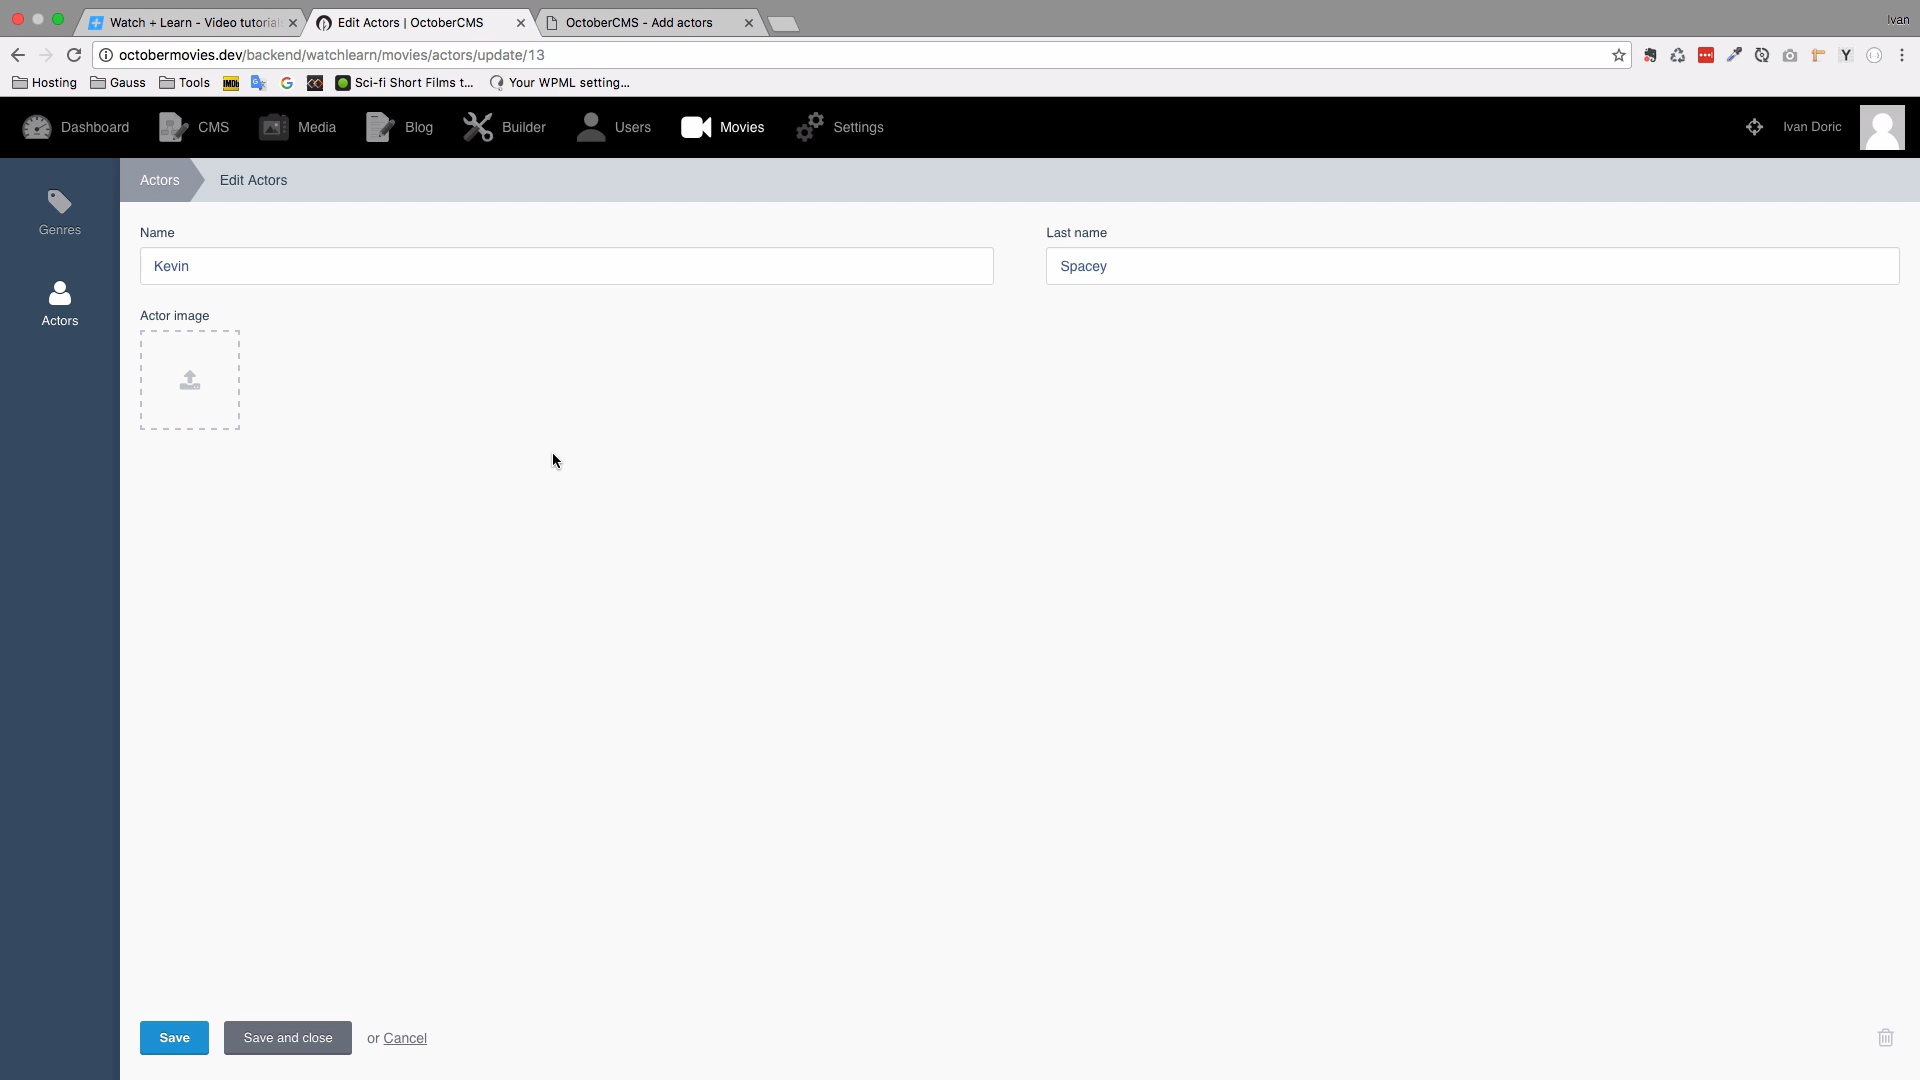 Watch + Learn - Video tutorial
Edit Actors | OctoberCMS
OctoberCMS - Add actors
Ivan
octobermovies.dev/backend/watchlearn/movies/actors/update/13
Hosting
Gauss
Tools
IMDb
Sci-fi Short Films t...
Your WPML setting...
Dashboard
CMS
Media
Blog
Builder
Users
Movies
Settings
Ivan Doric
Genres
Actors
Actors
Edit Actors
Name
Last name
Kevin
Spacey
Actor image
Save
Save and close
or Cancel